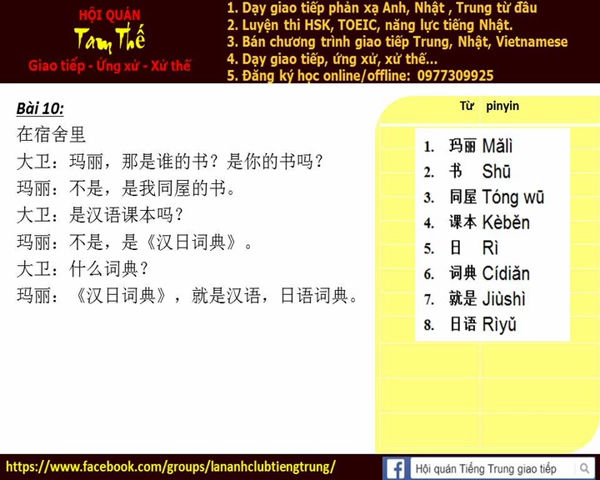 HỘI QUÁN
Tam Thế
Giao tiếp - Ứng xử - Xử thế
1. Dạy giao tiếp phản xạ Anh, Nhật , Trung từ đầu
2. Luyện thi HSK, TOEIC, năng lực tiếng Nhật.
3. Bán chương trình giao tiếp Trung, Nhật, Vietnamese
4. Dạy giao tiếp, ứng xử, xử thế...
5. Đăng ký học online/offline: 0977309925
Bài 10:
在宿舍里
大卫：玛丽，那是谁的书？是你的书吗？
玛丽：不是，是我同屋的书。
大卫：是汉语课本吗？
玛丽：不是，是《汉日词典》。
大卫：什么词典？
玛丽：《汉日词典》，就是汉语，日语词典。
Từ pinyin
1. 玛丽 Mǎlì
2. 书 Shū
3. 同屋 Tóng wū
4. 课本 Kèběn
5. 日 Rì
6. 词典 Cídiǎn
7. 就是 Jiùshì
8. 日语 Rìyǔ
https://www.facebook.com/groups/lananhclubtiengtrung/
f Hội quán Tiếng Trung giao tiếp